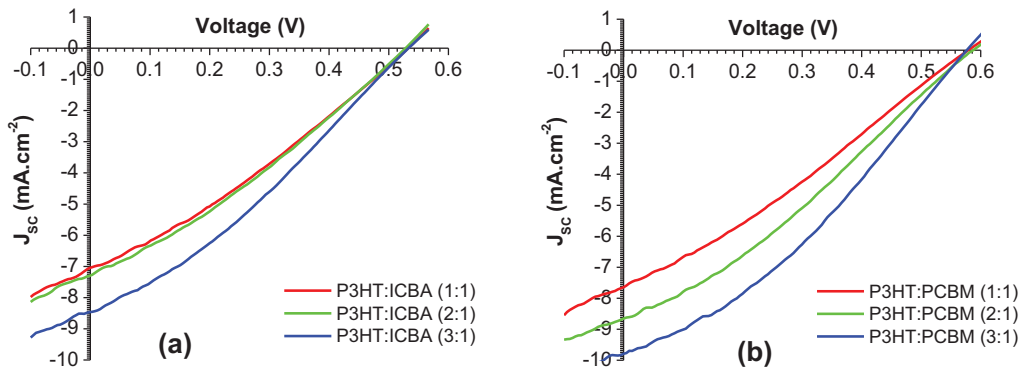 Voltage (V)
1
0
-1
-2
-3
-4
-5
-6
-7
-8
-9
-10
-0.1 0 0.1 0.2 0.3 0.4 0.5 0.6
J_sc (mA.cm⁻²)
P3HT:ICBA (1:1)
P3HT:ICBA (2:1)
P3HT:ICBA (3:1)
(a)
Voltage (V)
1
0
-1
-2
-3
-4
-5
-6
-7
-8
-9
-10
-0.1 0 0.1 0.2 0.3 0.4 0.5 0.6
J_sc (mA.cm⁻²)
P3HT:PCBM (1:1)
P3HT:PCBM (2:1)
P3HT:PCBM (3:1)
(b)